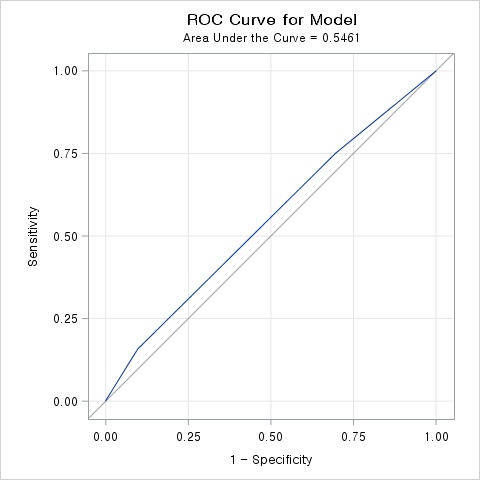 ROC Curve for Model
Area Under the Curve = 0.5461
1.00
0.75
0.50
0.25
0.00
Sensitivity
0.00 0.25 0.50 0.75 1.00
1 − Specificity